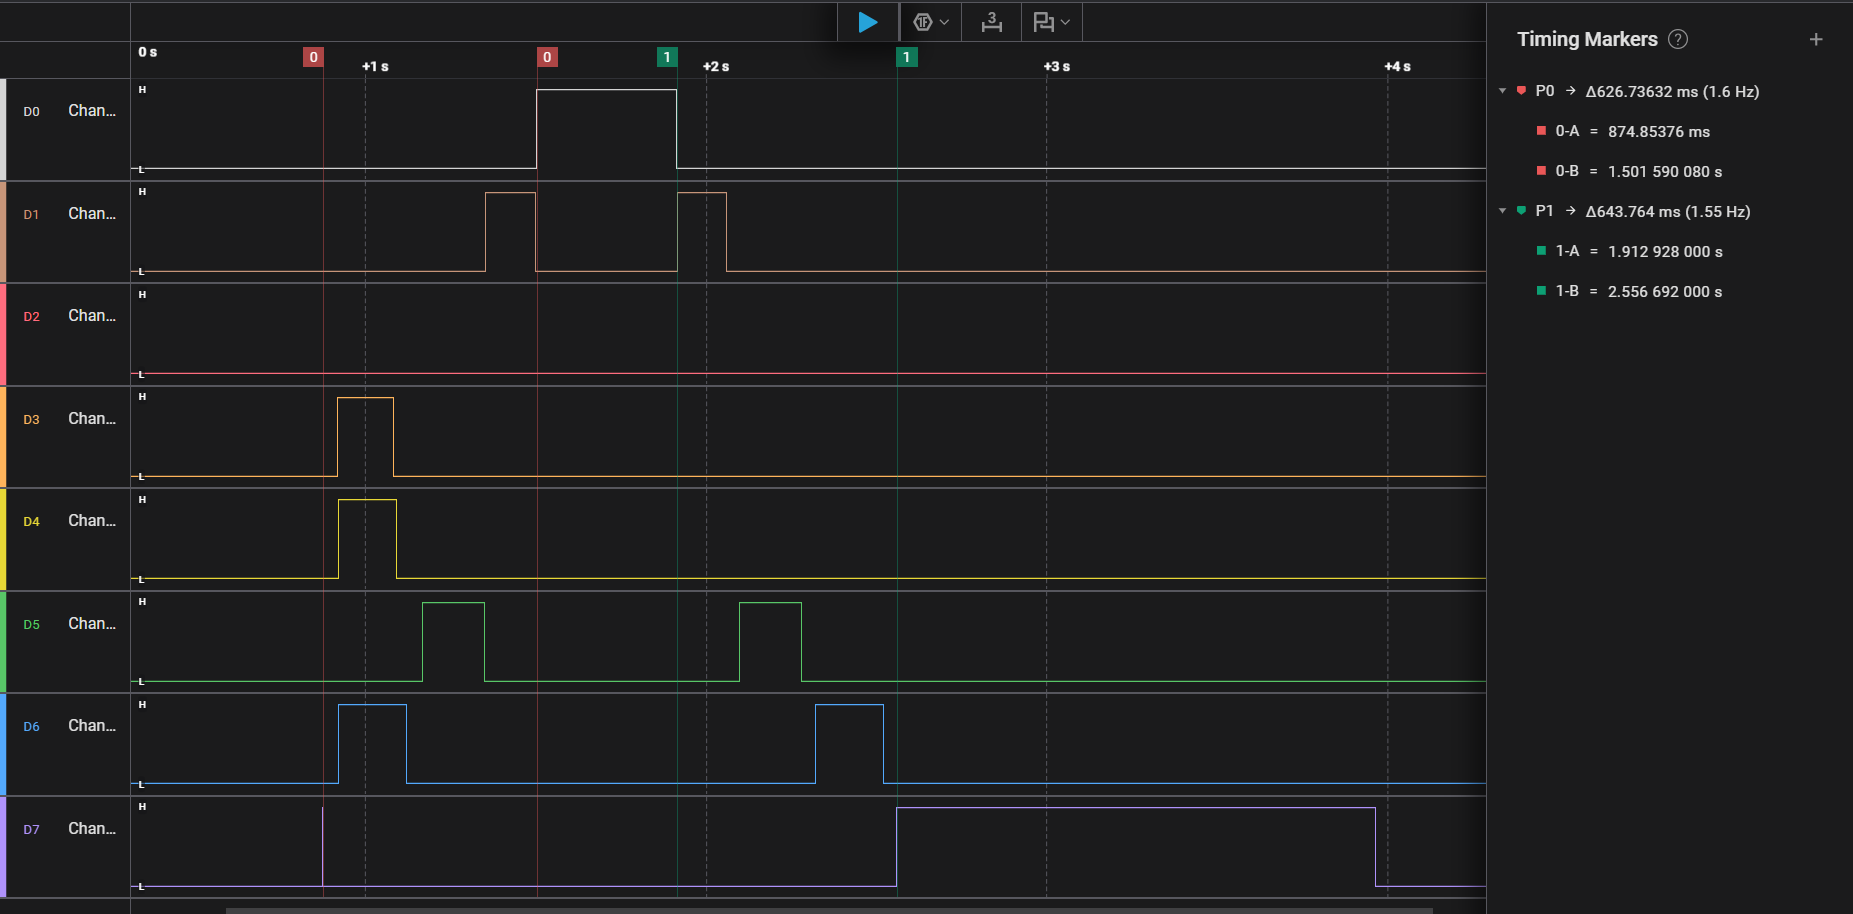 3
Timing Markers ?
0 s
0
0
1
1
+1 s
+2 s
+3 s
+4 s
P0 → Δ626.73632 ms (1.6 Hz)
0-A = 874.85376 ms
0-B = 1.501 590 080 s
P1 → Δ643.764 ms (1.55 Hz)
1-A = 1.912 928 000 s
1-B = 2.556 692 000 s
D0 Chan...
H
L
D1 Chan...
H
L
D2 Chan...
H
L
D3 Chan...
H
L
D4 Chan...
H
L
D5 Chan...
H
L
D6 Chan...
H
L
D7 Chan...
H
L